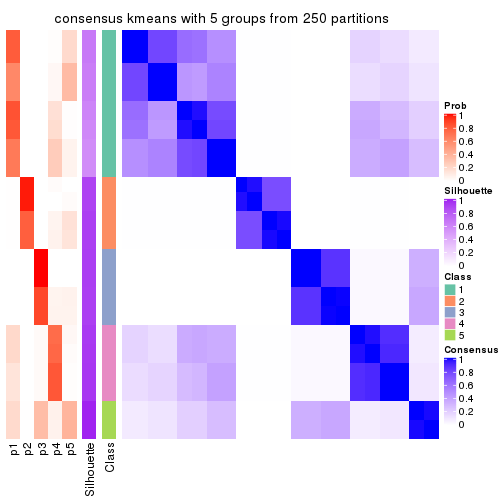 consensus kmeans with 5 groups from 250 partitions
Prob
1
0.8
0.6
0.4
0.2
0
Silhouette
1
0.8
0.6
0.4
0.2
0
Class
1
2
3
4
5
Consensus
1
0.8
0.6
0.4
0.2
0
p1
p2
p3
p4
p5
Silhouette
Class